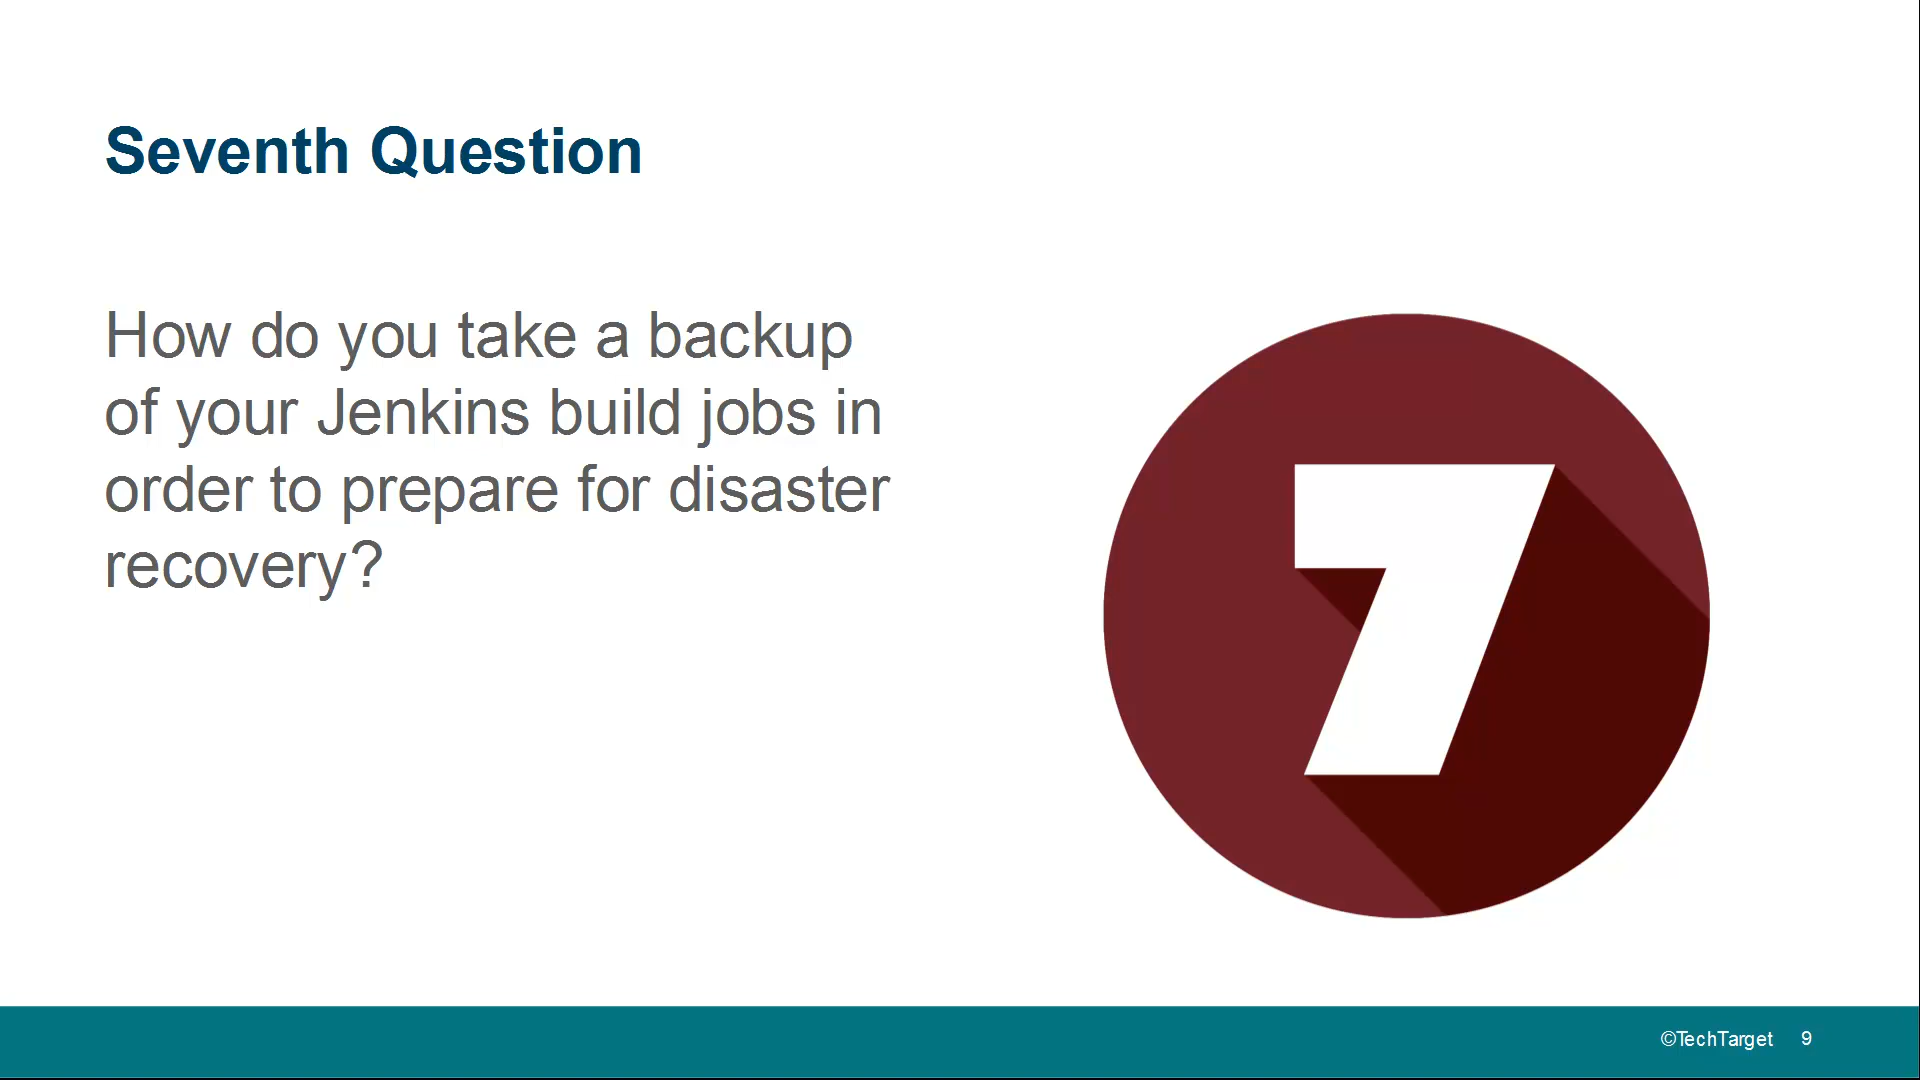 Seventh Question
How do you take a backup
of your Jenkins build jobs in
order to prepare for disaster
recovery?
7
©TechTarget 9